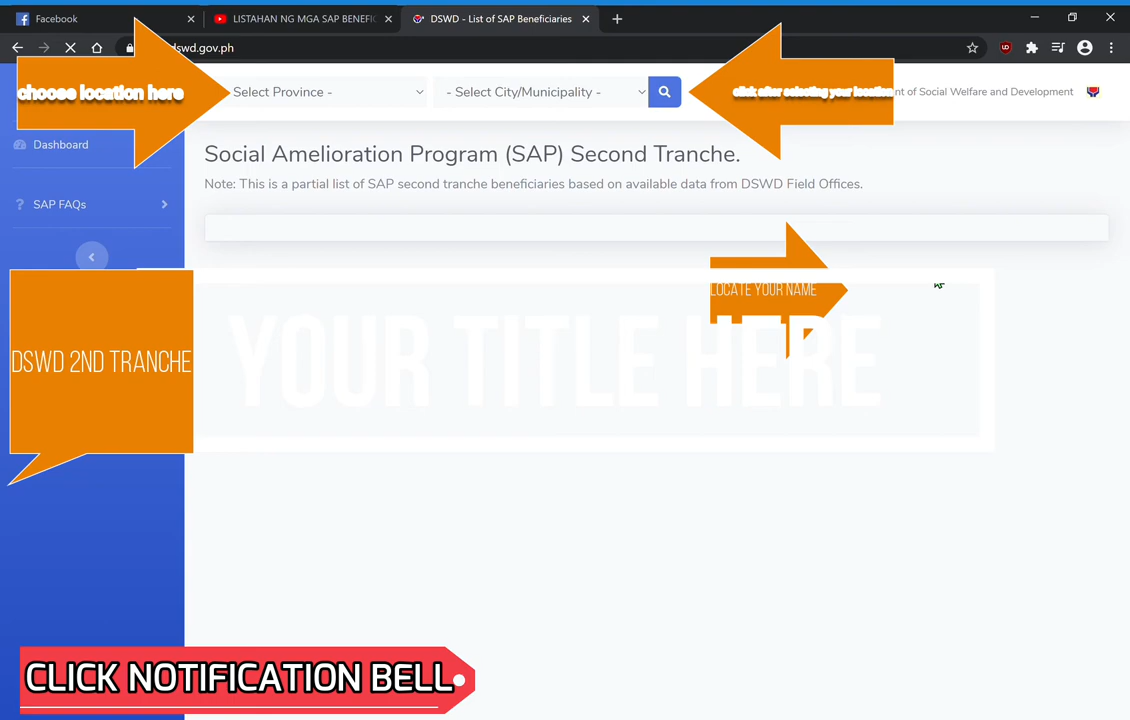 Facebook
LISTAHAN NG MGA SAP BENEFIC
DSWD - List of SAP Beneficiaries
dswd.gov.ph
choose location here
Select Province -
- Select City/Municipality -
click after selecting your location
nt of Social Welfare and Development
Dashboard
SAP FAQs
Social Amelioration Program (SAP) Second Tranche.
Note: This is a partial list of SAP second tranche beneficiaries based on available data from DSWD Field Offices.
LOCATE YOUR NAME
YOUR TITLE HERE
DSWD 2ND TRANCHE
CLICK NOTIFICATION BELL